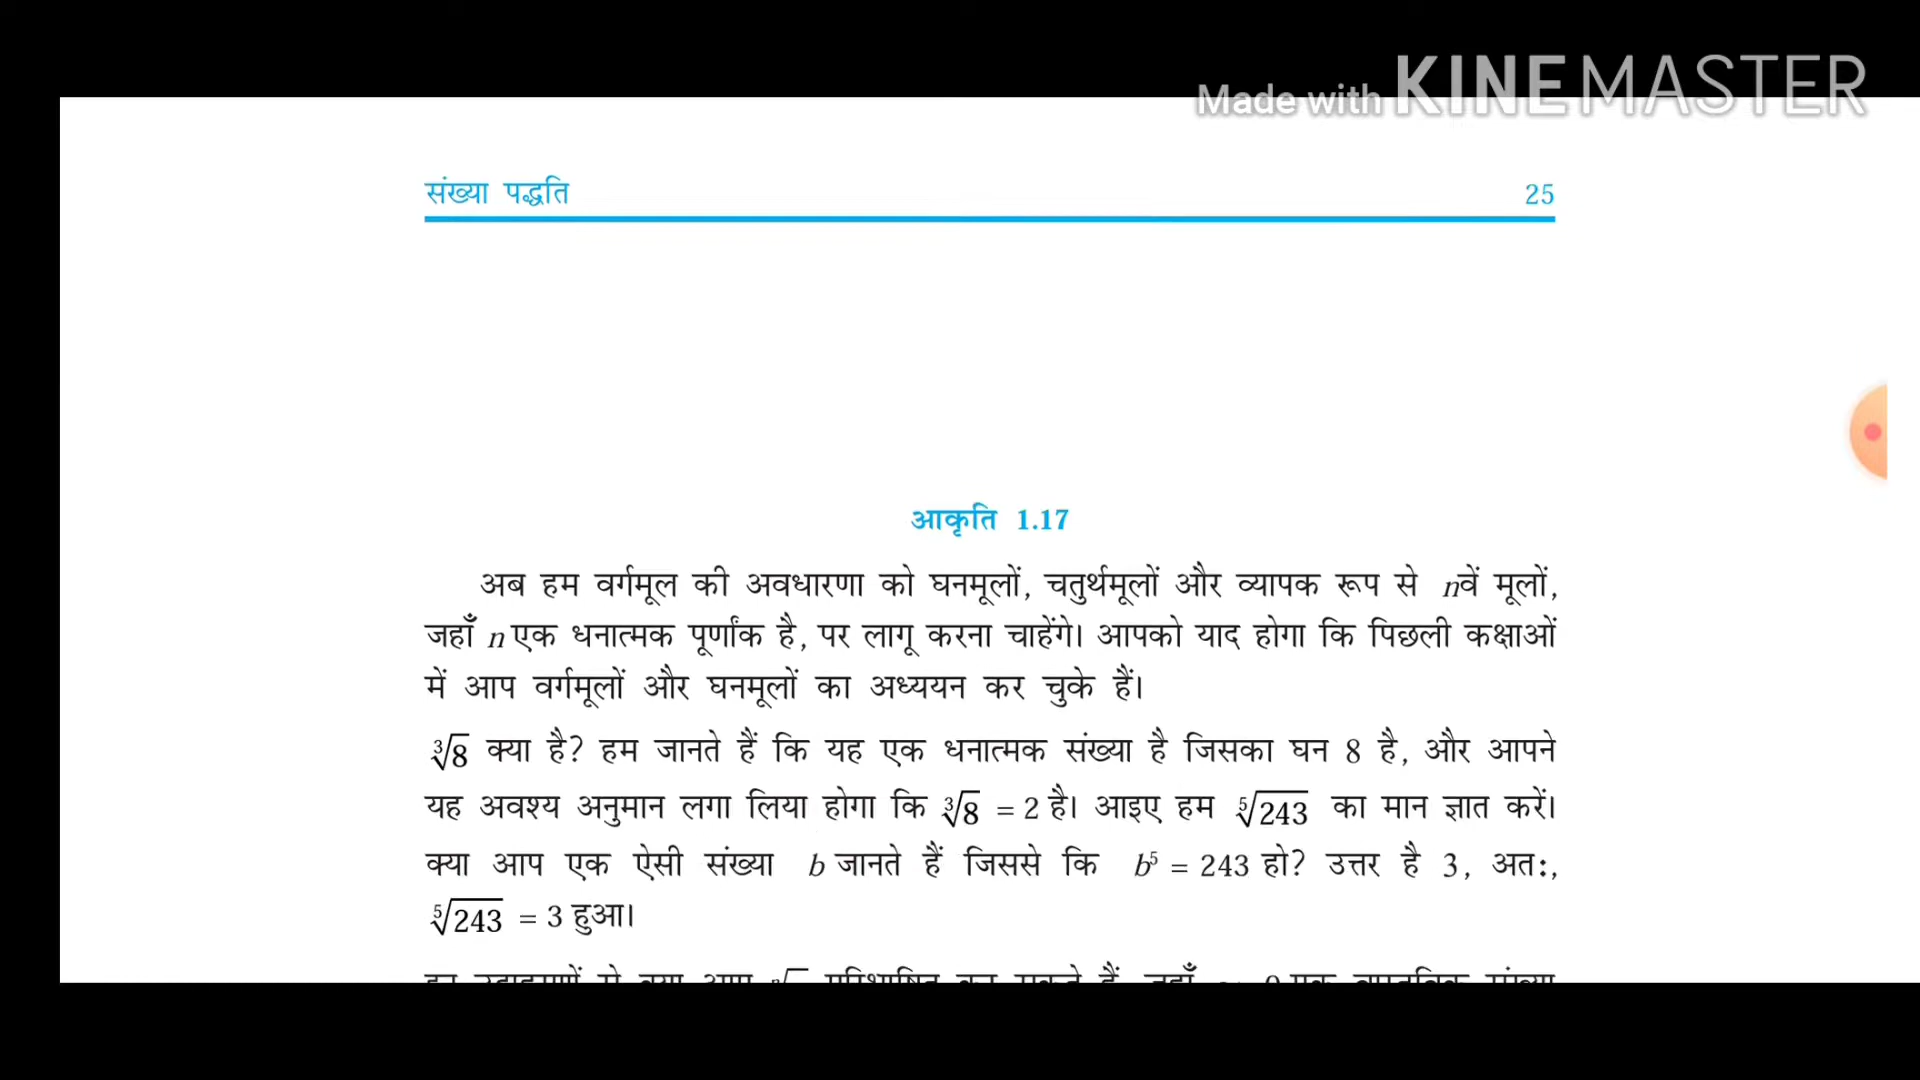 Made with KINEMASTER
संख्या पद्धति 25
आकृति 1.17
अब हम वर्गमूल की अवधारणा को घनमूलों, चतुर्थमूलों और व्यापक रूप से nवें मूलों,
जहाँ n एक धनात्मक पूर्णांक है, पर लागू करना चाहेंगे। आपको याद होगा कि पिछली कक्षाओं
में आप वर्गमूलों और घनमूलों का अध्ययन कर चुके हैं।
∛8 क्या है? हम जानते हैं कि यह एक धनात्मक संख्या है जिसका घन 8 है, और आपने
यह अवश्य अनुमान लगा लिया होगा कि ∛8 = 2 है। आइए हम ⁵√243 का मान ज्ञात करें।
क्या आप एक ऐसी संख्या b जानते हैं जिससे कि b⁵ = 243 हो? उत्तर है 3, अतः,
⁵√243 = 3 हुआ।